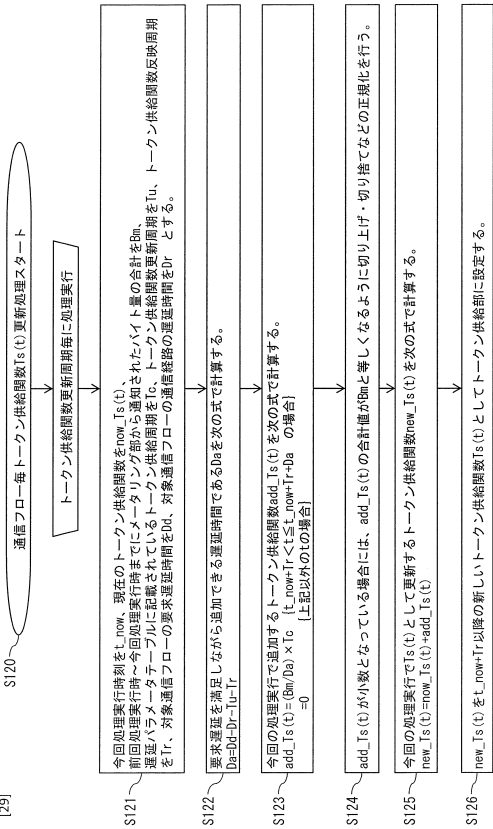 [29]
S120
通信フロー毎トークン供給関数Ts(t)更新処理スタート
トークン供給関数更新周期毎に処理実行
S121
今回処理実行時刻をt_now、現在のトークン供給関数をnow_Ts(t)、
前回処理実行時～今回処理実行時までにメータリング部から通知されたバイト量の合計をBm、
遅延パラメータテーブルに記載されているトークン供給周期をTc、トークン供給関数更新周期をTu、トークン供給関数反映周期
をTr、対象通信フローの要求遅延時間をDd、対象通信フローの通信経路の遅延時間をDr とする。
S122
要求遅延を満足しながら追加できる遅延時間であるDaを次の式で計算する。
Da=Dd-Dr-Tu-Tr
S123
今回の処理実行で追加するトークン供給関数add_Ts(t)を次の式で計算する。
add_Ts(t)=(Bm/Da)×Tc {t_now+Tr<t≦t_now+Tr+Da の場合}
=0 {上記以外のtの場合}
S124
add_Ts(t)が小数となっている場合には、add_Ts(t)の合計値がBmと等しくなるように切り上げ・切り捨てなどの正規化を行う。
S125
今回の処理実行でTs(t)として更新するトークン供給関数new_Ts(t)を次の式で計算する。
new_Ts(t)=now_Ts(t)+add_Ts(t)
S126
new_Ts(t)をt_now+Tr以降の新しいトークン供給関数Ts(t)としてトークン供給部に設定する。